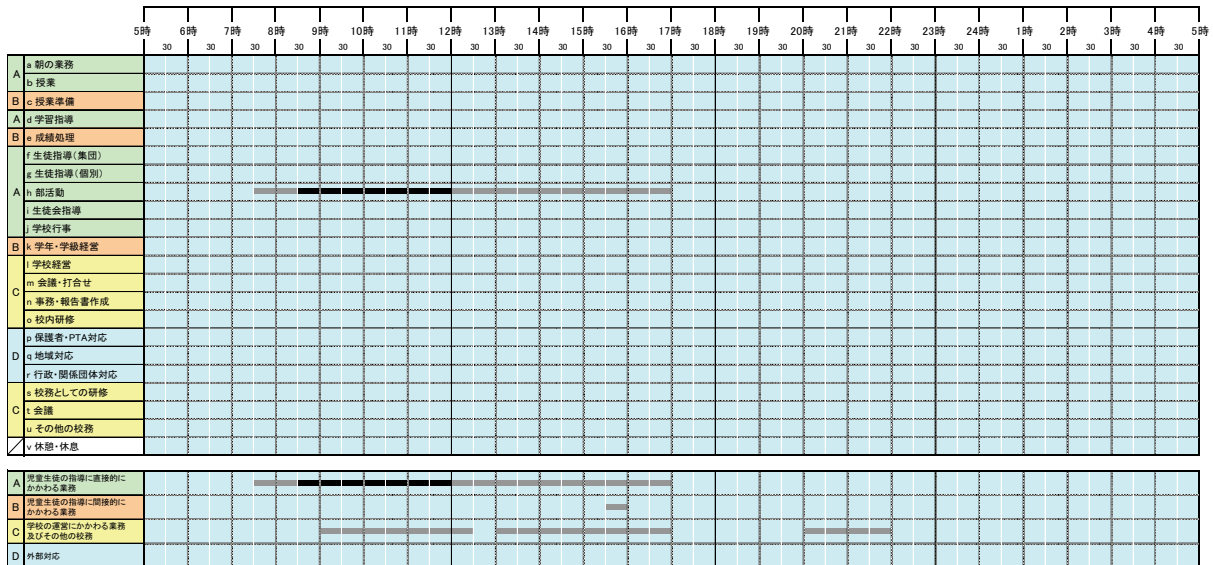 5時 6時 7時 8時 9時 10時 11時 12時 13時 14時 15時 16時 17時 18時 19時 20時 21時 22時 23時 24時 1時 2時 3時 4時 5時
30 30 30 30 30 30 30 30 30 30 30 30 30 30 30 30 30 30 30 30 30 30 30 30
A
a 朝の業務
b 授業
B c 授業準備
A d 学習指導
B e 成績処理
A
f 生徒指導(集団)
g 生徒指導(個別)
h 部活動
i 生徒会指導
j 学校行事
B k 学年・学級経営
C
l 学校経営
m 会議・打合せ
n 事務・報告書作成
o 校内研修
D
p 保護者・PTA対応
q 地域対応
r 行政・関係団体対応
C
s 校務としての研修
t 会議
u その他の校務
v 休憩・休息
A 児童生徒の指導に直接的に
かかわる業務
B 児童生徒の指導に間接的に
かかわる業務
C 学校の運営にかかわる業務
及びその他の校務
D 外部対応